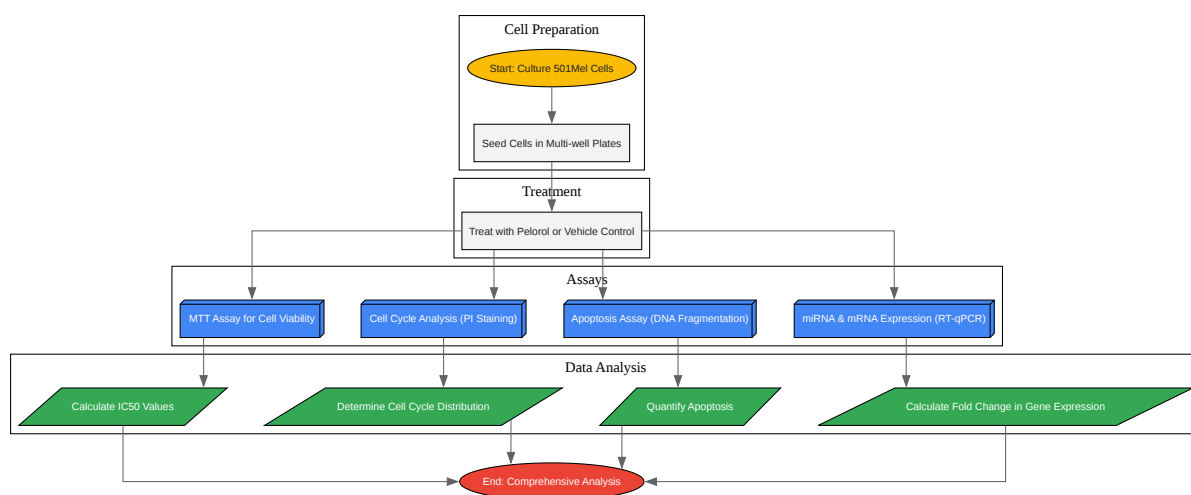 Cell Preparation
Start: Culture 501Mel Cells
Seed Cells in Multi-well Plates
Treatment
Treat with Pelorol or Vehicle Control
Assays
MTT Assay for Cell Viability
Cell Cycle Analysis (PI Staining)
Apoptosis Assay (DNA Fragmentation)
miRNA & mRNA Expression (RT-qPCR)
Data Analysis
Calculate IC50 Values
Determine Cell Cycle Distribution
Quantify Apoptosis
Calculate Fold Change in Gene Expression
End: Comprehensive Analysis